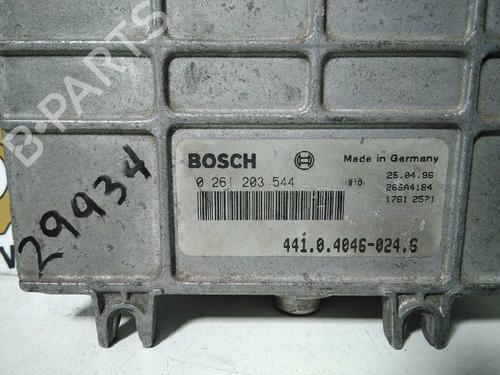 B-PARTS
29934
BOSCH
Made in Germany
0 261 203 544
25.04.96
26SA4184
1761 2571
441.0.4046-024.6